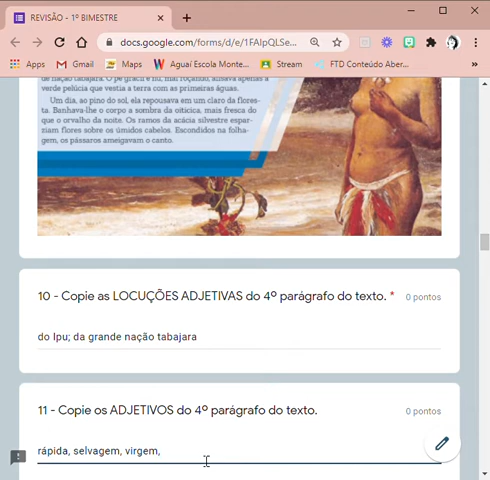 REVISÃO - 1º BIMESTRE
docs.google.com/forms/d/e/1FAIpQLSe...
Apps
Gmail
Maps
Aguaí Escola Mente...
Stream
FTD Conteúdo Aber...
de nação tabajara. O pé grácil e nu, mal roçando, alisava apenas a
verde pelúcia que vestia a terra com as primeiras águas.
Um dia, ao pino do sol, ela repousava em um claro da flores-
ta. Banhava-lhe o corpo a sombra da oiticica, mais fresca do
que o orvalho da noite. Os ramos da acácia silvestre espar-
ziam flores sobre os úmidos cabelos. Escondidos na folha-
gem, os pássaros ameigavam o canto.
10 - Copie as LOCUÇÕES ADJETIVAS do 4º parágrafo do texto. *
0 pontos
do Ipu; da grande nação tabajara
11 - Copie os ADJETIVOS do 4º parágrafo do texto.
0 pontos
rápida, selvagem, virgem,